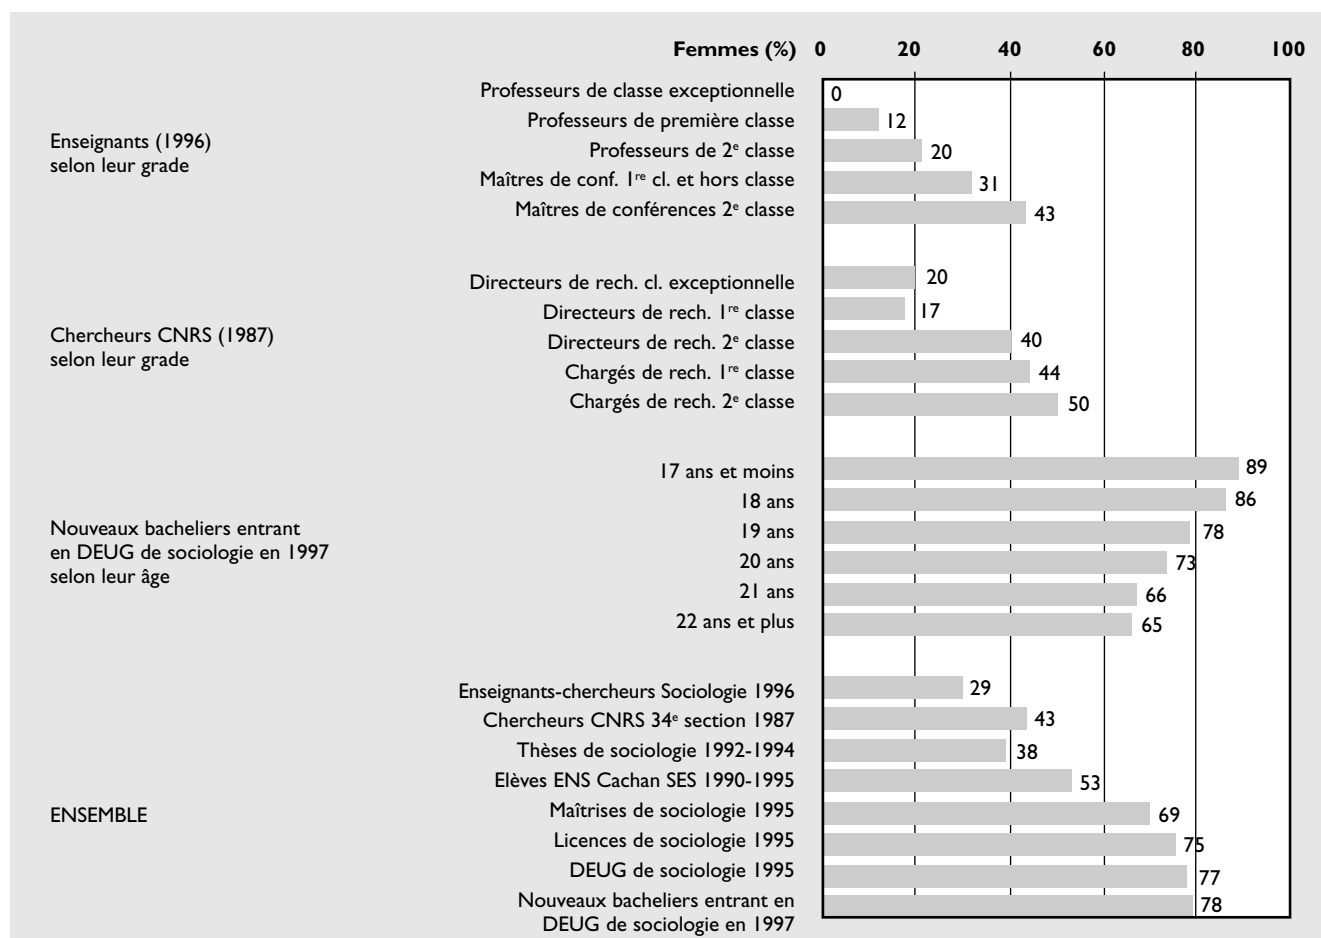 Femmes (%) 0 20 40 60 80 100
Enseignants (1996)
selon leur grade
Professeurs de classe exceptionnelle 0
Professeurs de première classe 12
Professeurs de 2e classe 20
Maîtres de conf. 1re cl. et hors classe 31
Maîtres de conférences 2e classe 43
Chercheurs CNRS (1987)
selon leur grade
Directeurs de rech. cl. exceptionnelle 20
Directeurs de rech. 1re classe 17
Directeurs de rech. 2e classe 40
Chargés de rech. 1re classe 44
Chargés de rech. 2e classe 50
Nouveaux bacheliers entrant
en DEUG de sociologie en 1997
selon leur âge
17 ans et moins 89
18 ans 86
19 ans 78
20 ans 73
21 ans 66
22 ans et plus 65
ENSEMBLE
Enseignants-chercheurs Sociologie 1996 29
Chercheurs CNRS 34e section 1987 43
Thèses de sociologie 1992-1994 38
Elèves ENS Cachan SES 1990-1995 53
Maîtrises de sociologie 1995 69
Licences de sociologie 1995 75
DEUG de sociologie 1995 77
Nouveaux bacheliers entrant en 78
DEUG de sociologie en 1997